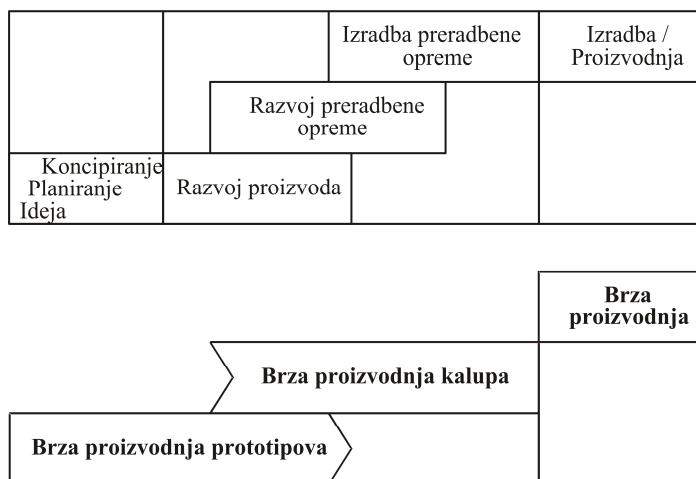 Izradba preradbene
opreme
Izradba /
Proizvodnja
Razvoj preradbene
opreme
Koncipiranje
Planiranje
Ideja
Razvoj proizvoda
Brza
proizvodnja
Brza proizvodnja kalupa
Brza proizvodnja prototipova